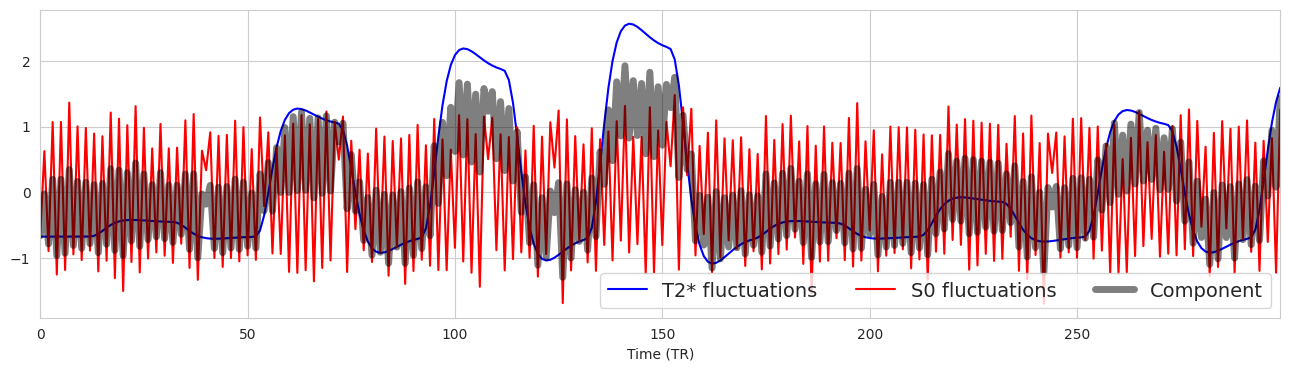 2
1
0
−1
0
50
100
150
200
250
Time (TR)
T2* fluctuations
S0 fluctuations
Component